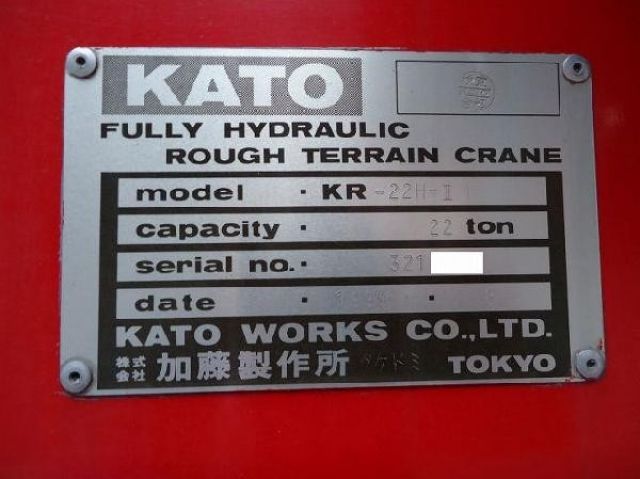 KATO
FULLY HYDRAULIC
ROUGH TERRAIN CRANE
model · KR -22H-II
capacity · 22 ton
serial no. · 321
date · ·
KATO WORKS CO.,LTD.
株式会社 加藤製作所 TOKYO